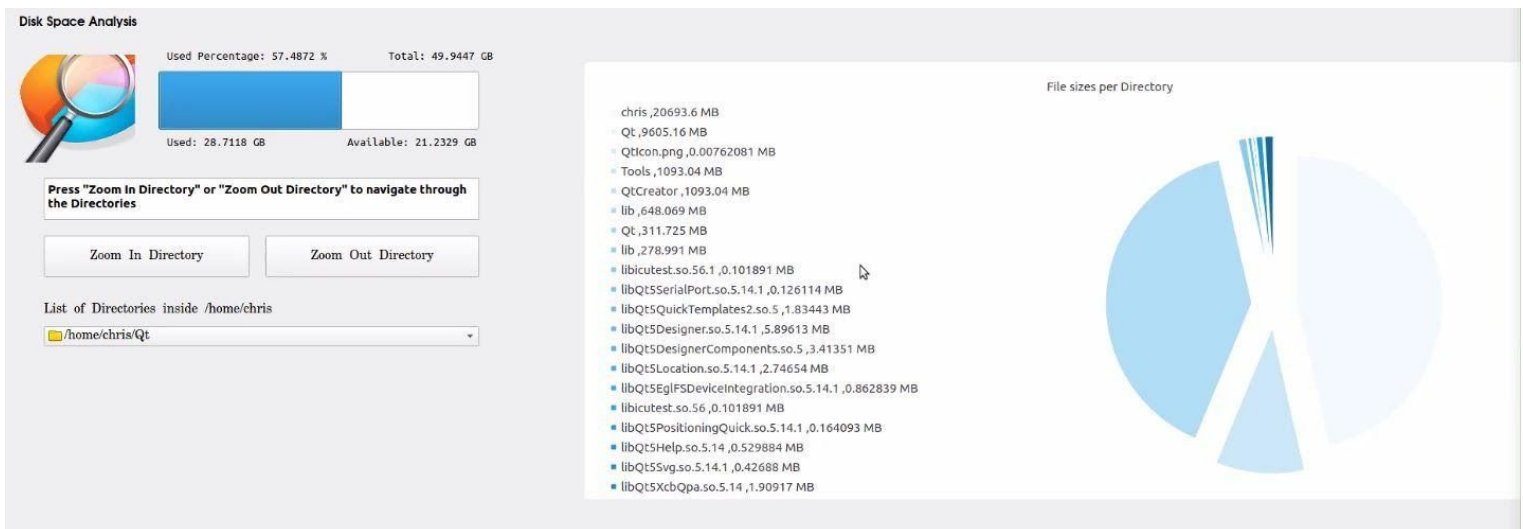 Disk Space Analysis
Used Percentage: 57.4872 % Total: 49.9447 GB
Used: 28.7118 GB Available: 21.2329 GB
Press "Zoom In Directory" or "Zoom Out Directory" to navigate through
the Directories
Zoom In Directory Zoom Out Directory
List of Directories inside /home/chris
/home/chris/Qt
File sizes per Directory
chris ,20693.6 MB
Qt ,9605.16 MB
QtIcon.png ,0.00762081 MB
Tools ,1093.04 MB
QtCreator ,1093.04 MB
lib ,648.069 MB
Qt ,311.725 MB
lib ,278.991 MB
libicutest.so.56.1 ,0.101891 MB
libQt5SerialPort.so.5.14.1 ,0.126114 MB
libQt5QuickTemplates2.so.5 ,1.83443 MB
libQt5Designer.so.5.14.1 ,5.89613 MB
libQt5DesignerComponents.so.5 ,3.41351 MB
libQt5Location.so.5.14.1 ,2.74654 MB
libQt5EglFSDeviceIntegration.so.5.14.1 ,0.862839 MB
libicutest.so.56 ,0.101891 MB
libQt5PositioningQuick.so.5.14.1 ,0.164093 MB
libQt5Help.so.5.14 ,0.529884 MB
libQt5Svg.so.5.14.1 ,0.42688 MB
libQt5XcbQpa.so.5.14 ,1.90917 MB